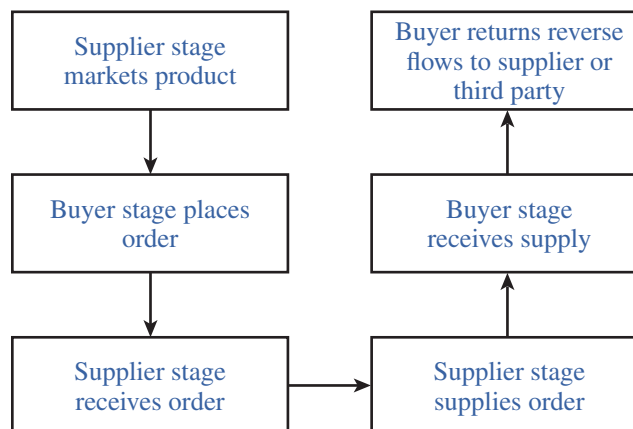 Supplier stage
markets product
Buyer stage places
order
Supplier stage
receives order
Supplier stage
supplies order
Buyer stage
receives supply
Buyer returns reverse
flows to supplier or
third party